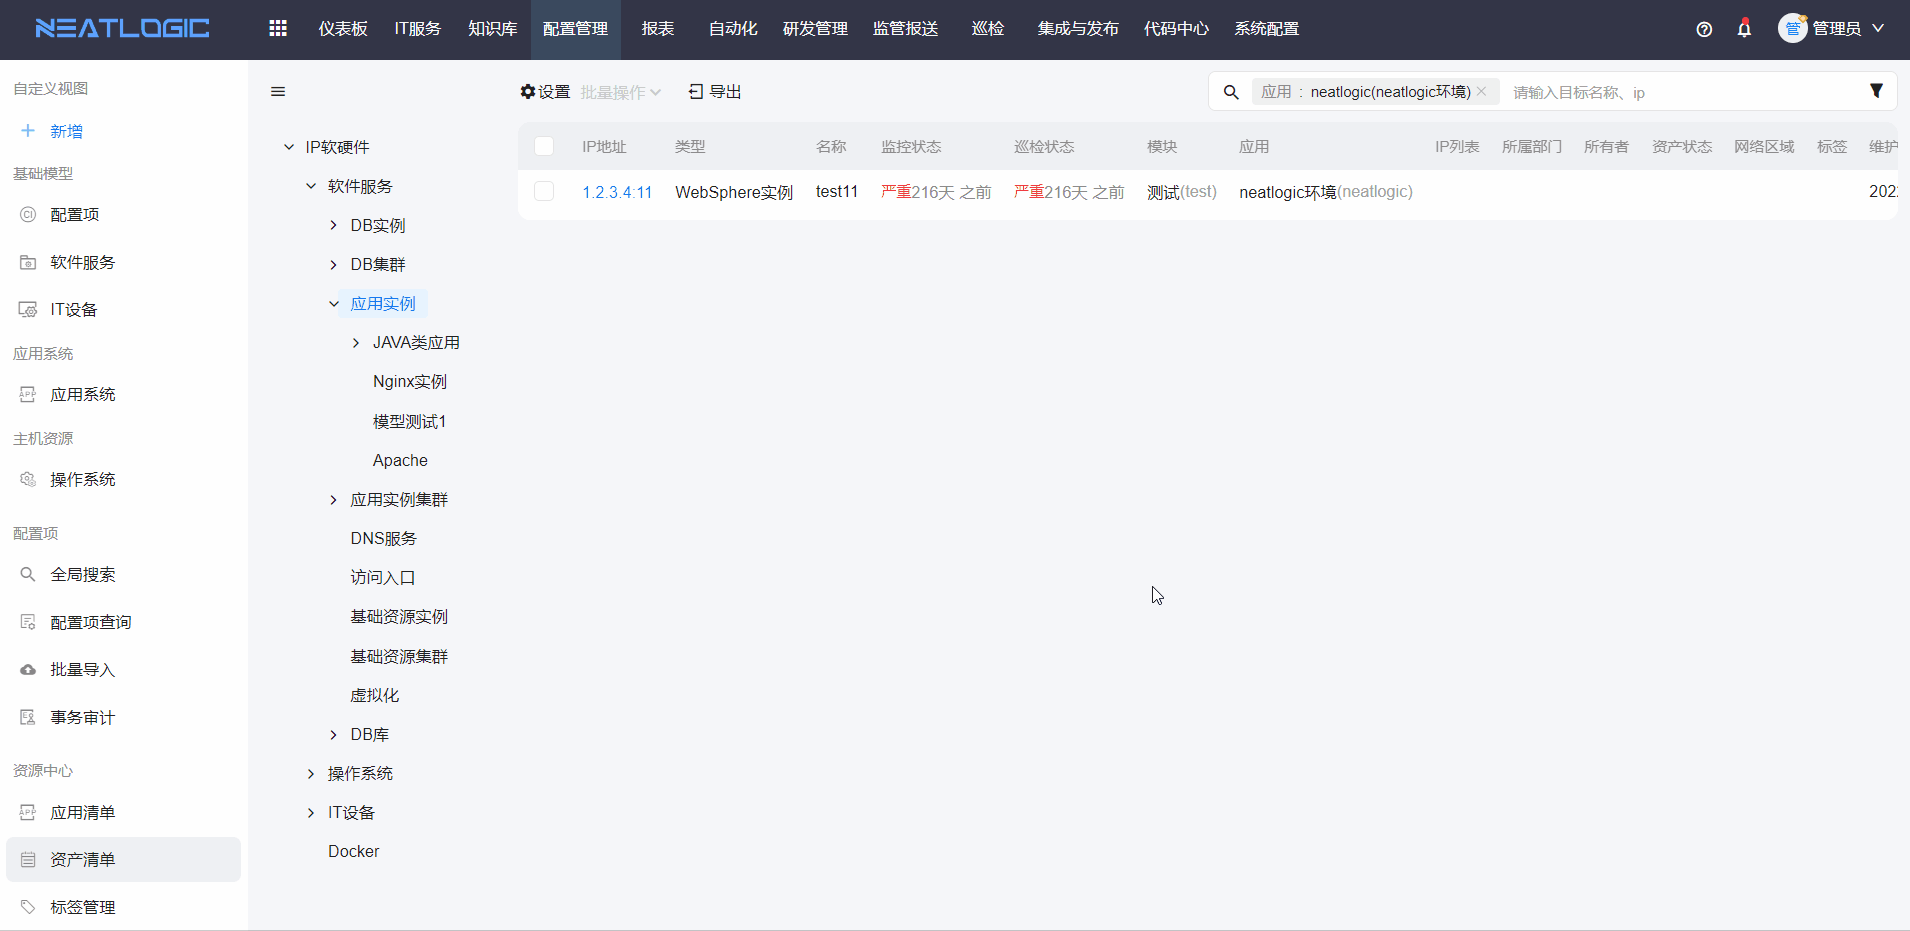 NEATLOGIC
仪表板 IT服务 知识库 配置管理 报表 自动化 研发管理 监管报送 巡检 集成与发布 代码中心 系统配置
管 管理员
自定义视图
新增
基础模型
CI 配置项
软件服务
IT设备
应用系统
APP 应用系统
主机资源
操作系统
配置项
全局搜索
配置项查询
批量导入
事务审计
资源中心
APP 应用清单
资产清单
标签管理
IP软硬件
软件服务
DB实例
DB集群
应用实例
JAVA类应用
Nginx实例
模型测试1
Apache
应用实例集群
DNS服务
访问入口
基础资源实例
基础资源集群
虚拟化
DB库
操作系统
IT设备
Docker
设置 批量操作 导出
应用 : neatlogic(neatlogic环境) 请输入目标名称、ip
IP地址 类型 名称 监控状态 巡检状态 模块 应用 IP列表 所属部门 所有者 资产状态 网络区域 标签 维护
1.2.3.4:11 WebSphere实例 test11 严重216天 之前 严重216天 之前 测试(test) neatlogic环境(neatlogic) 202